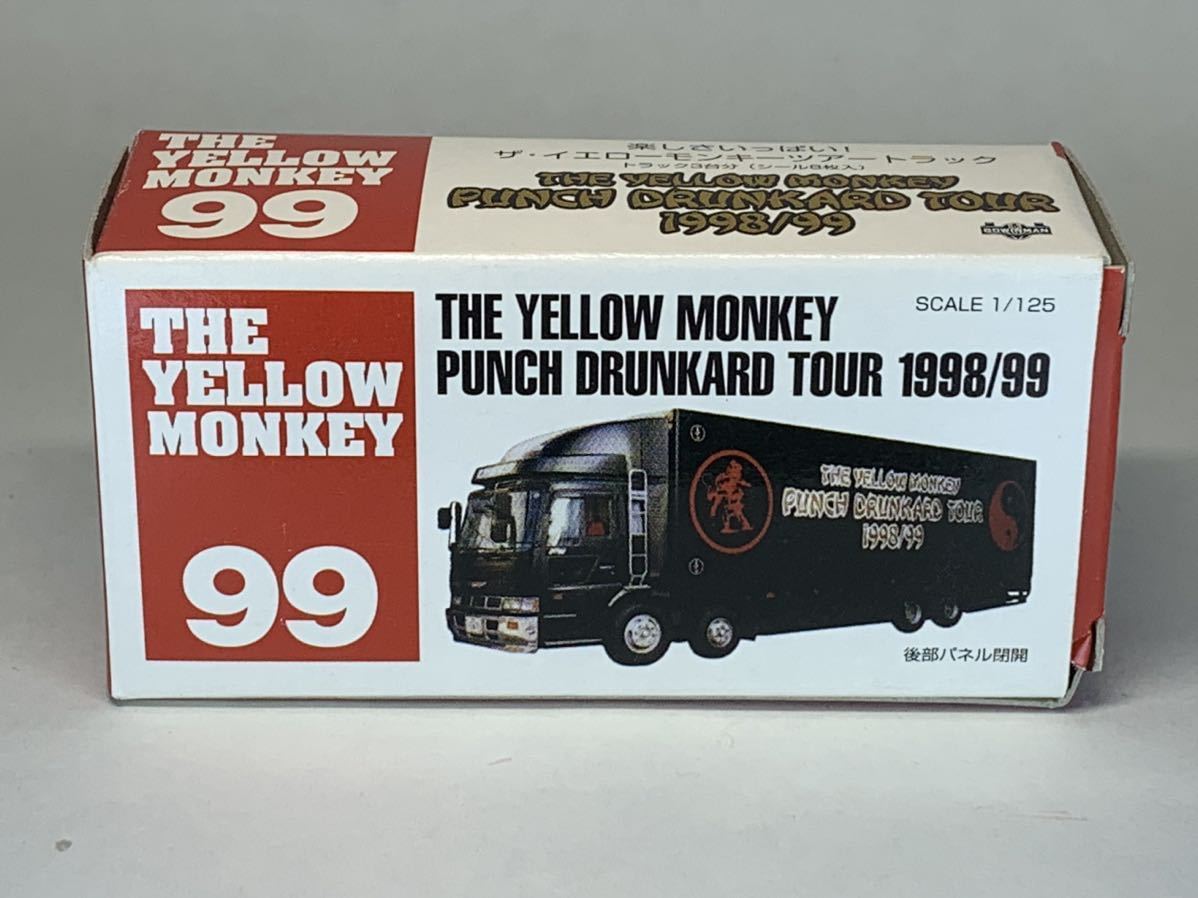 THE
YELLOW
MONKEY
99
楽しさいっぱい!
ザ・イエローモンキーツアートラック
トラック3台分(シール8枚入)
THE YELLOW MONKEY
PUNCH DRUNKARD TOUR
1998/99
BOWINMAN
THE
YELLOW
MONKEY
99
THE YELLOW MONKEY
SCALE 1/125
PUNCH DRUNKARD TOUR 1998/99
THE YELLOW MONKEY
PUNCH DRUNKARD TOUR
1998/99
後部パネル閉開